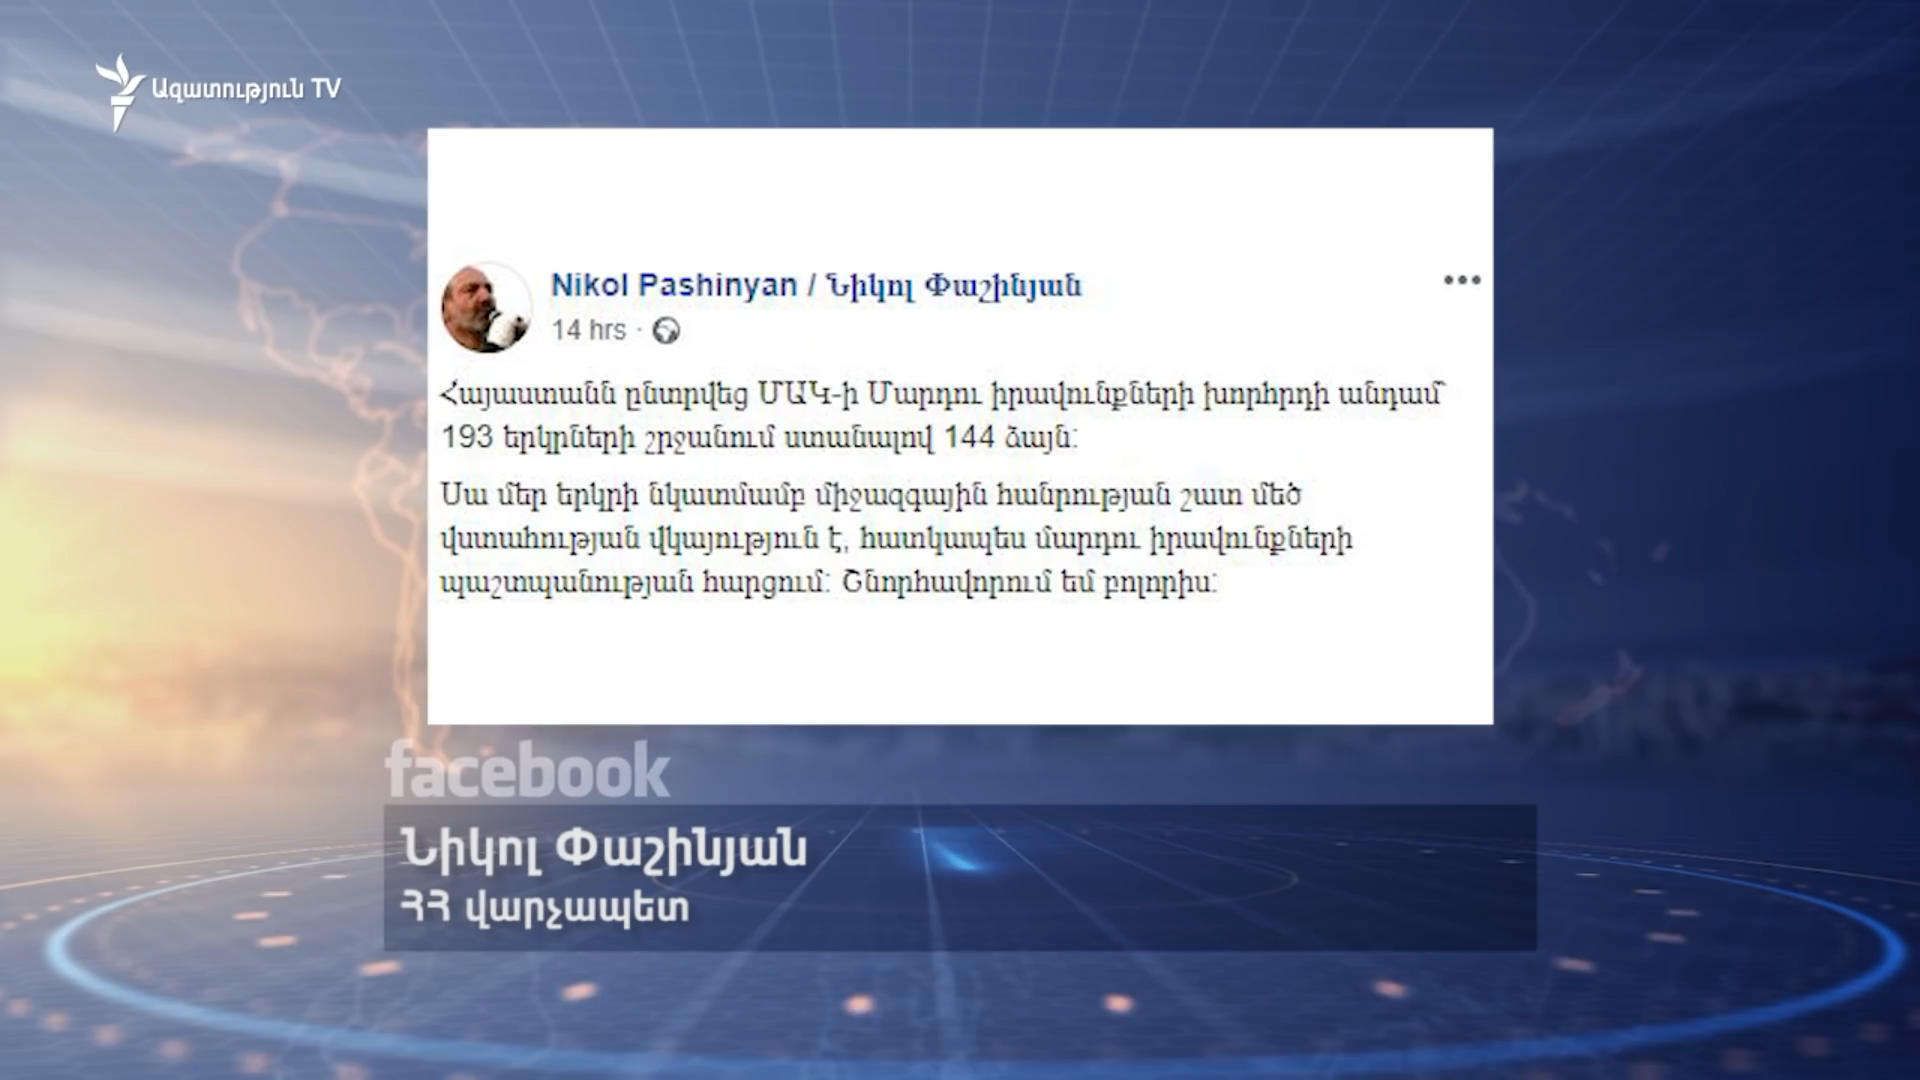 Ազատություն TV
Nikol Pashinyan / Նիկոլ Փաշինյան
14 hrs ·
Հայաստանն ընտրվեց ՄԱԿ-ի Մարդու իրավունքների խորհրդի անդամ՝
193 երկրների շրջանում ստանալով 144 ձայն:
Սա մեր երկրի նկատմամբ միջազգային հանրության շատ մեծ
վստահության վկայություն է, հատկապես մարդու իրավունքների
պաշտպանության հարցում: Շնորհավորում եմ բոլորիս:
facebook
Նիկոլ Փաշինյան
ՀՀ վարչապետ